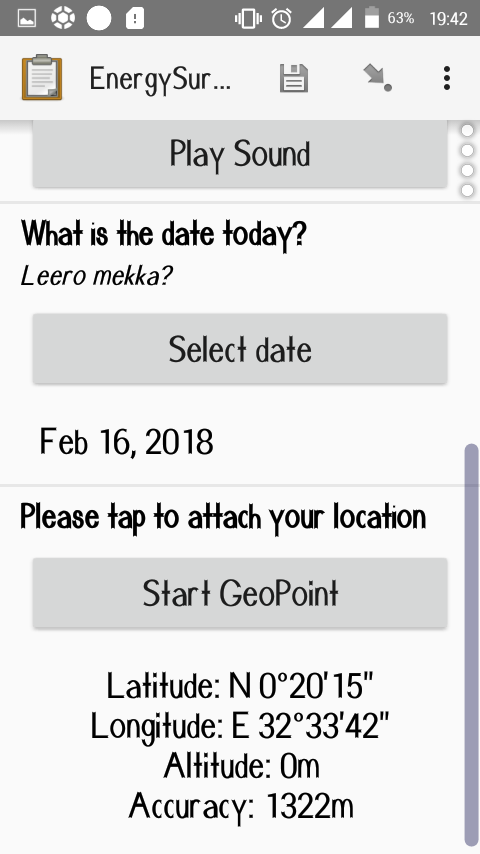 63% 19:42
EnergySur...
Play Sound
What is the date today?
Leero mekka?
Select date
Feb 16, 2018
Please tap to attach your location
Start GeoPoint
Latitude: N 0°20'15"
Longitude: E 32°33'42"
Altitude: 0m
Accuracy: 1322m